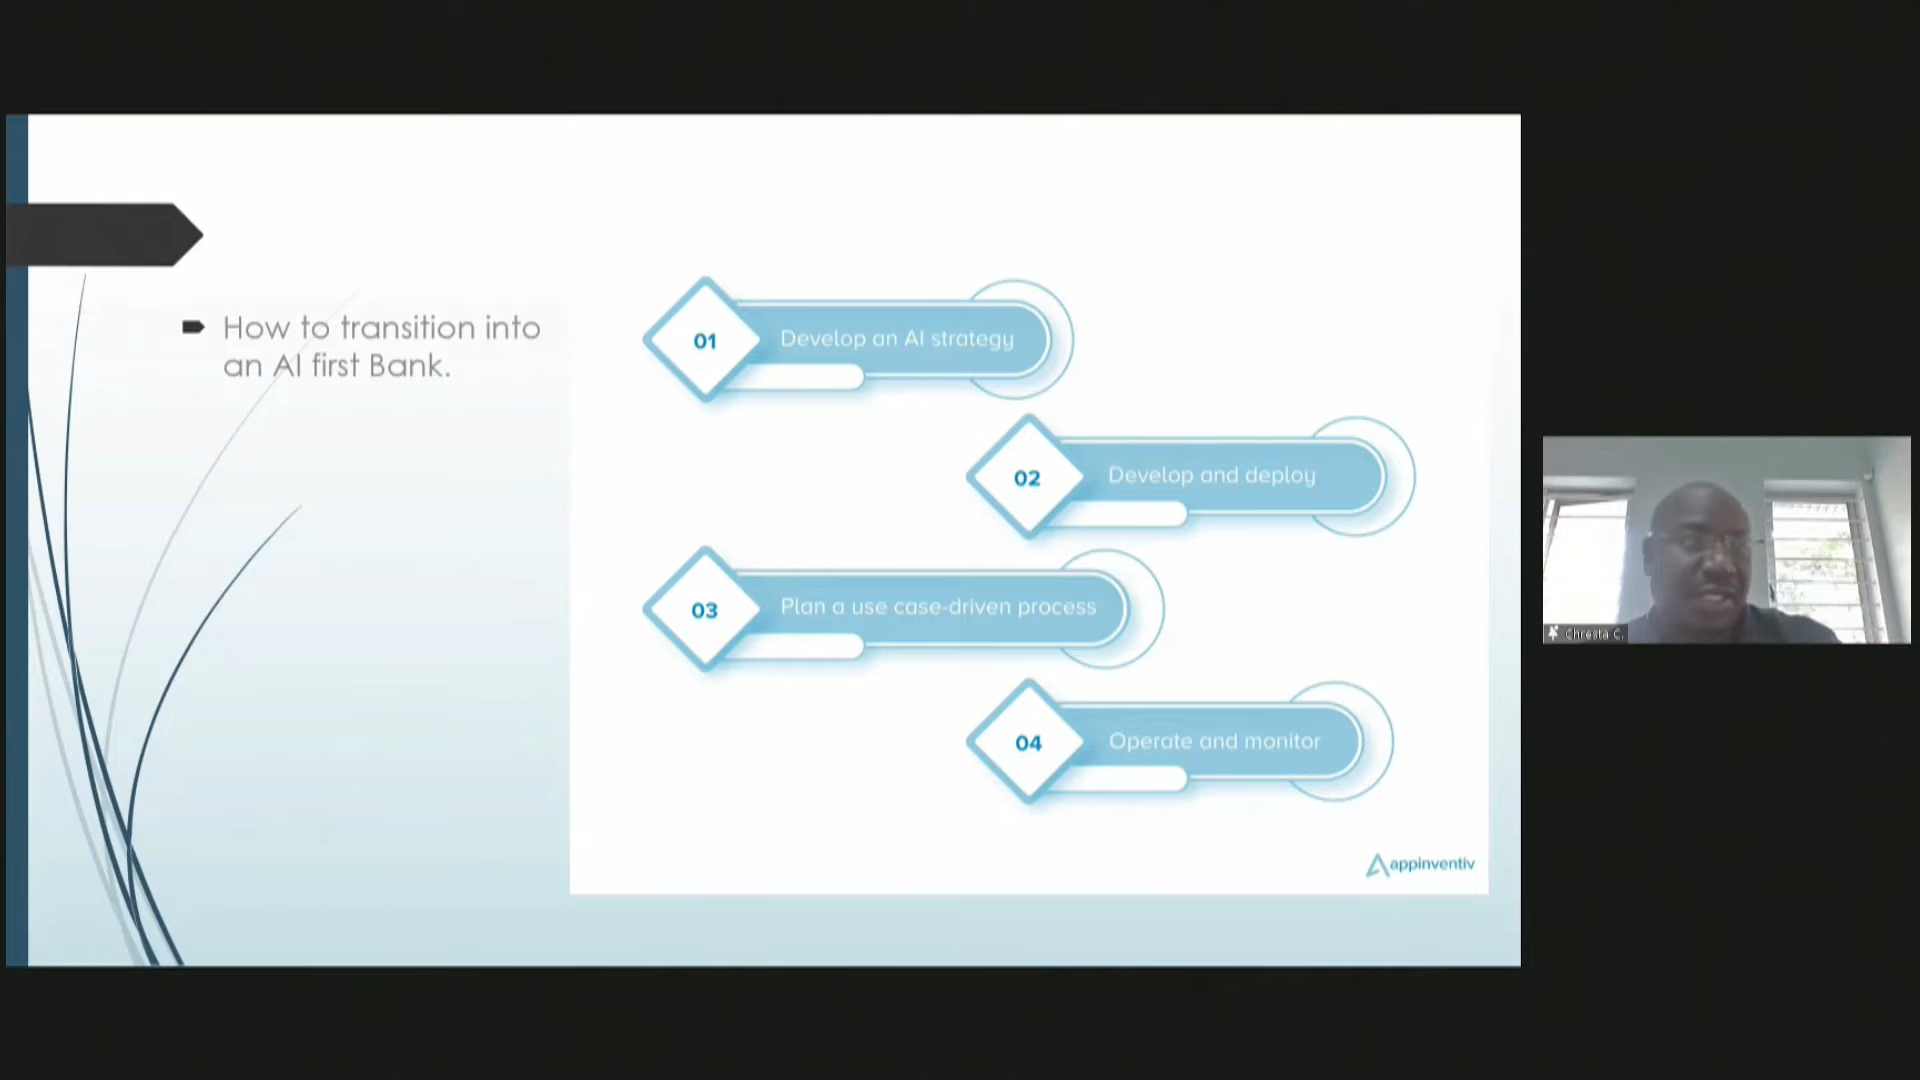 How to transition into
an AI first Bank.
01
Develop an AI strategy
02
Develop and deploy
03
Plan a use case-driven process
04
Operate and monitor
appinventiv
Chresta C.